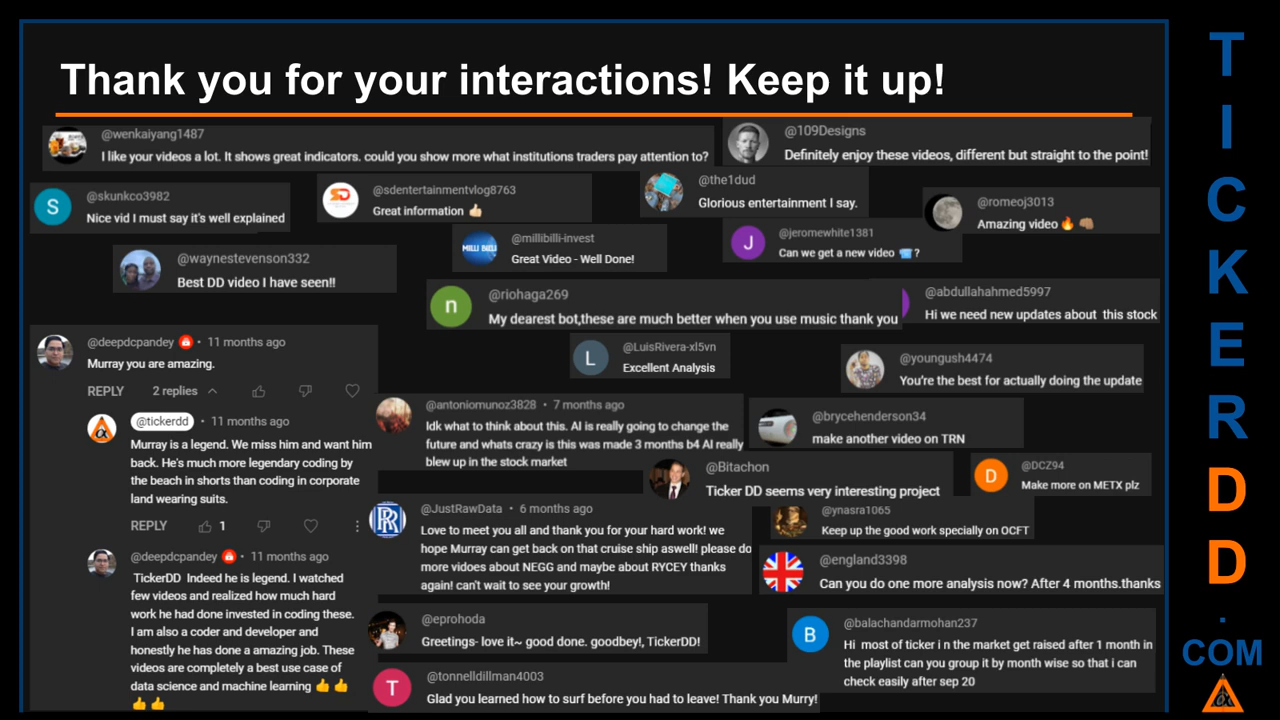 Thank you for your interactions! Keep it up!
@wenkaiyang1487
I like your videos a lot. It shows great indicators. could you show more what institutions traders pay attention to?
@109Designs
Definitely enjoy these videos, different but straight to the point!
S
@skunkco3982
Nice vid I must say it's well explained
@sdentertainmentvlog8763
Great information 👍🏼
@the1dud
Glorious entertainment I say.
@romeoj3013
Amazing video 🔥 👊🏽
@waynestevenson332
Best DD video I have seen!!
MILLI BILLI
@millibilli-invest
Great Video - Well Done!
J
@jeromewhite1381
Can we get a new video ?
n
@riohaga269
My dearest bot,these are much better when you use music thank you
@abdullahahmed5997
Hi we need new updates about this stock
L
@LuisRivera-xl5vn
Excellent Analysis
@youngush4474
You're the best for actually doing the update
@deepdcpandey • 11 months ago
Murray you are amazing.
REPLY 2 replies
@tickerdd • 11 months ago
Murray is a legend. We miss him and want him
back. He's much more legendary coding by
the beach in shorts than coding in corporate
land wearing suits.
REPLY 1
@deepdcpandey • 11 months ago
TickerDD Indeed he is legend. I watched
few videos and realized how much hard
work he had done invested in coding these.
I am also a coder and developer and
honestly he has done a amazing job. These
videos are completely a best use case of
data science and machine learning 👍 👍
👍 👍
@antoniomunoz3828 • 7 months ago
Idk what to think about this. AI is really going to change the
future and whats crazy is this was made 3 months b4 AI really
blew up in the stock market
@brycehenderson34
make another video on TRN
@Bitachon
Ticker DD seems very interesting project
D
@DCZ94
Make more on METX plz
@JustRawData • 6 months ago
Love to meet you all and thank you for your hard work! we
hope Murray can get back on that cruise ship aswell! please do
more vidoes about NEGG and maybe about RYCEY thanks
again! can't wait to see your growth!
@ynasra1065
Keep up the good work specially on OCFT
@england3398
Can you do one more analysis now? After 4 months.thanks
@eprohoda
Greetings- love it~ good done. goodbey!, TickerDD!
B
@balachandarmohan237
Hi most of ticker i n the market get raised after 1 month in
the playlist can you group it by month wise so that i can
check easily after sep 20
T
@tonnelldillman4003
Glad you learned how to surf before you had to leave! Thank you Murry!
T
I
C
K
E
R
D
D
.
COM